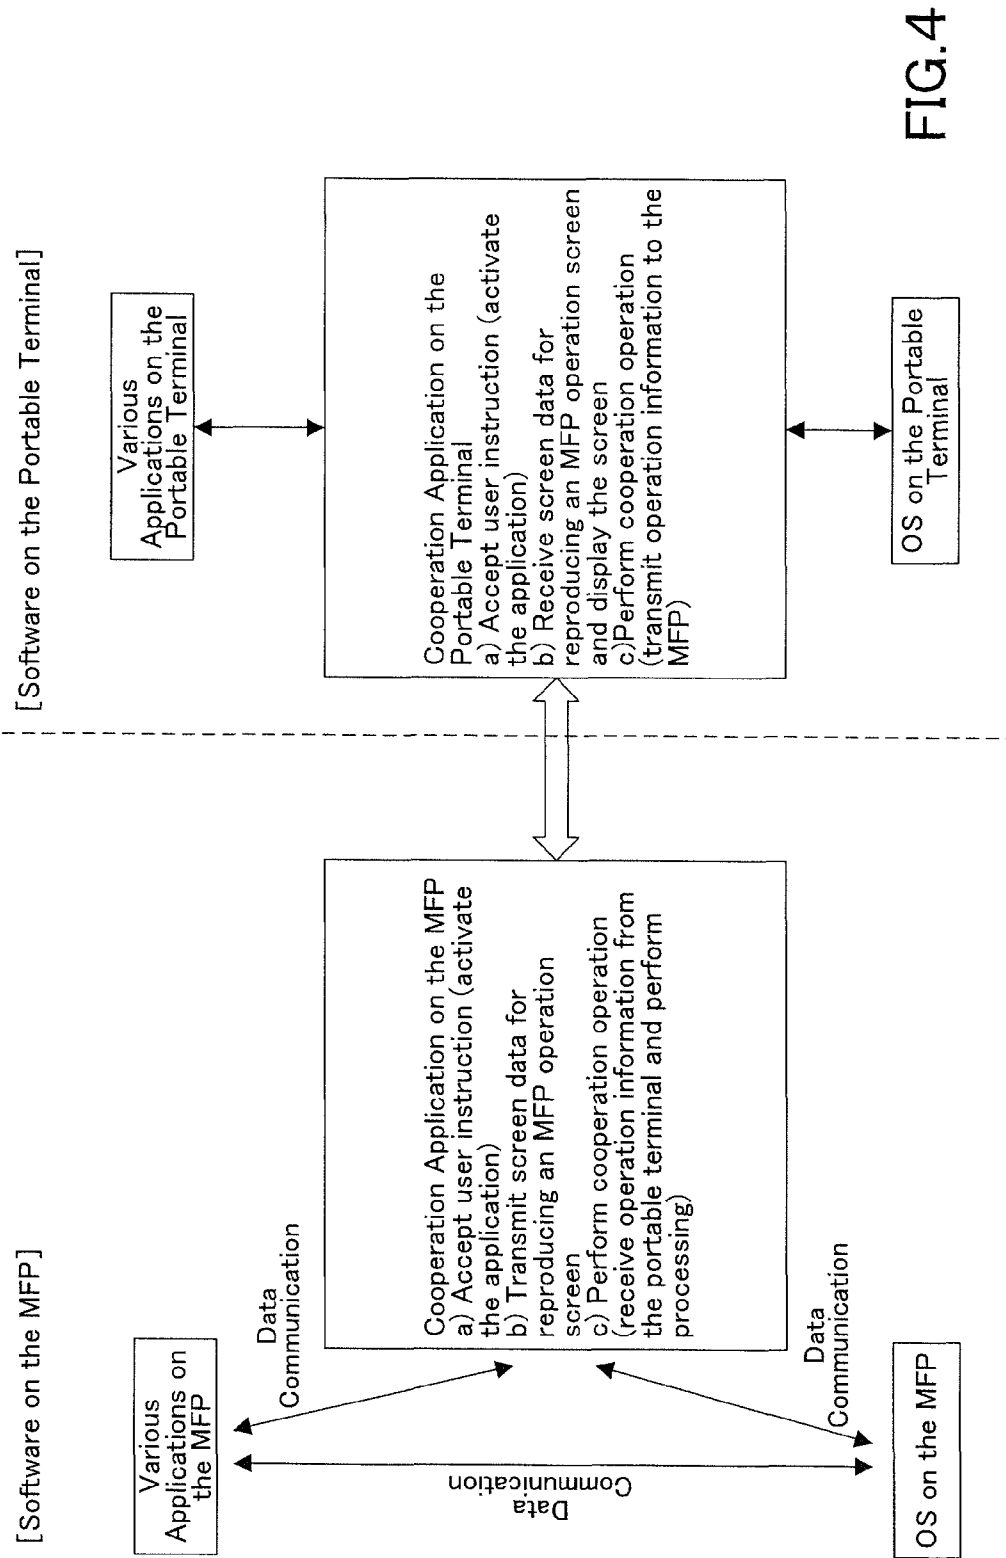 [Software on the MFP]
Various
Applications on
the MFP
Data
Communication
Data
Communication
Cooperation Application on the MFP
a) Accept user instruction (activate
the application)
b) Transmit screen data for
reproducing an MFP operation
screen
c) Perform cooperation operation
(receive operation information from
the portable terminal and perform
processing)
Data
Communication
OS on the MFP
[Software on the Portable Terminal]
Various
Applications on the
Portable Terminal
Cooperation Application on the
Portable Terminal
a) Accept user instruction (activate
the application)
b) Receive screen data for
reproducing an MFP operation screen
and display the screen
c)Perform cooperation operation
(transmit operation information to the
MFP)
OS on the Portable
Terminal
FIG.4